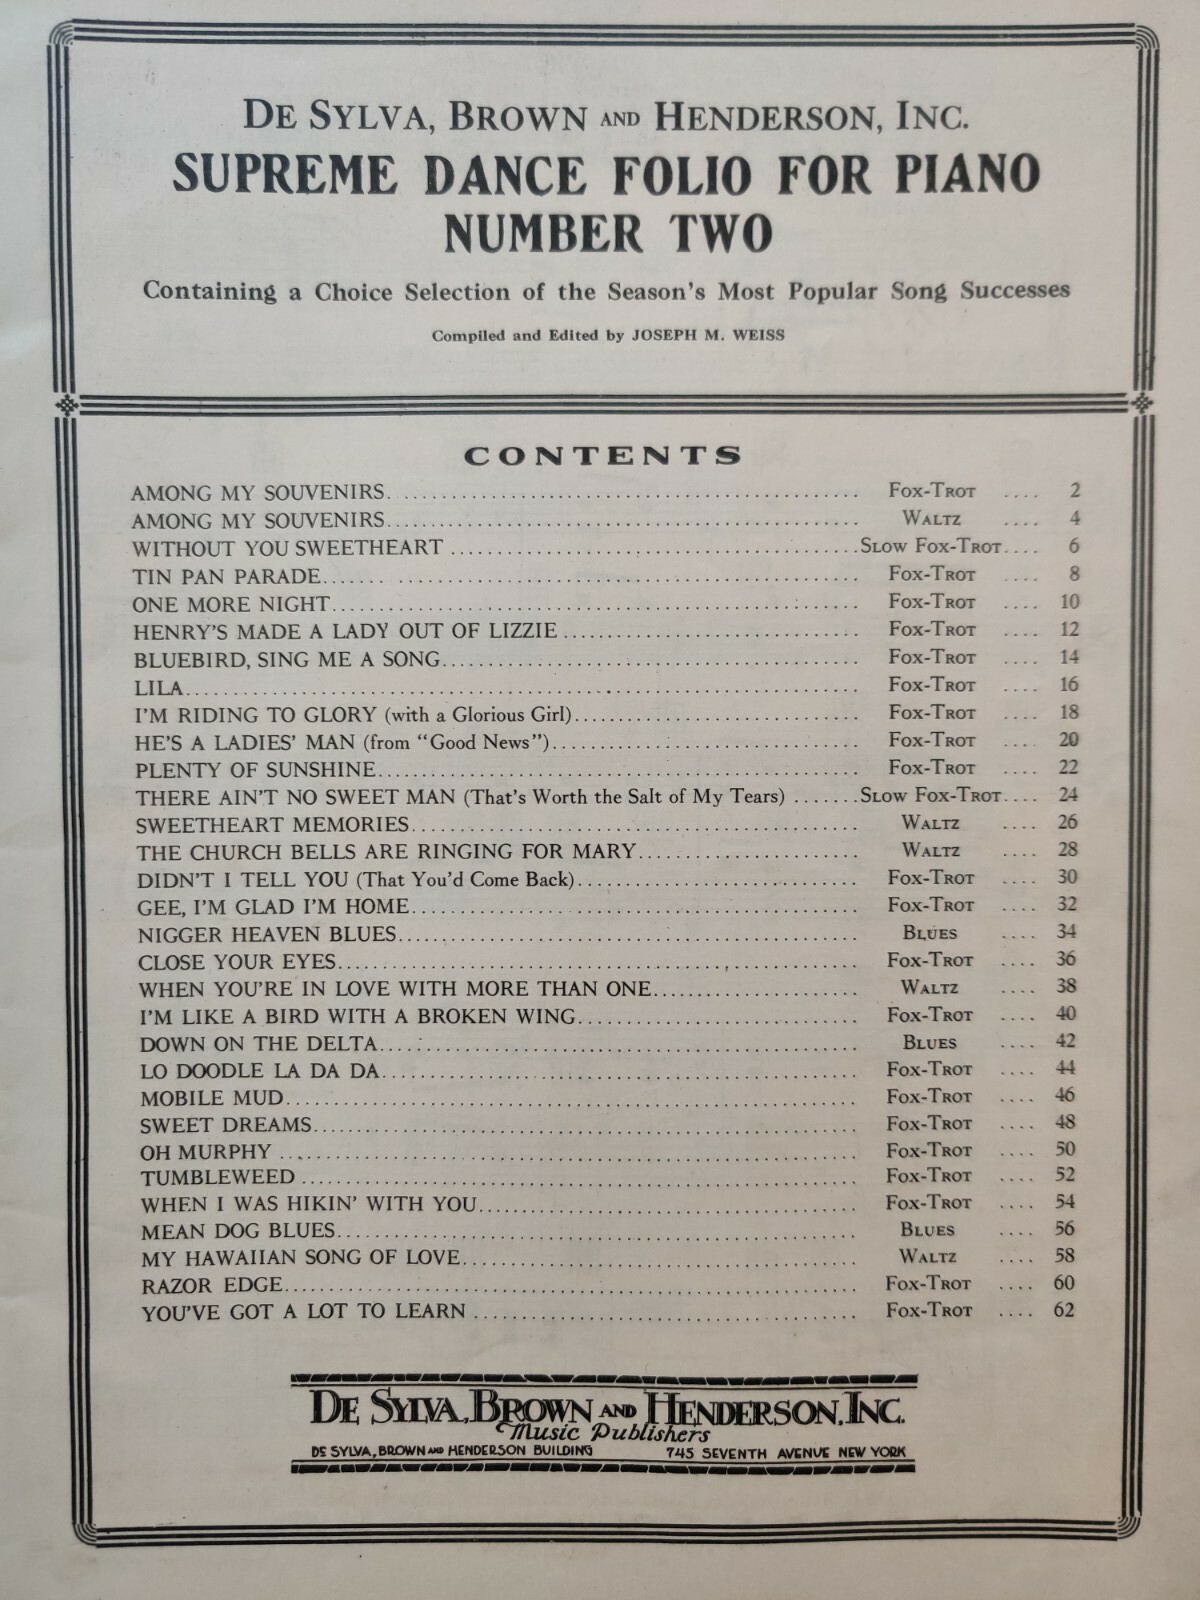 DE SYLVA, BROWN AND HENDERSON, INC.
SUPREME DANCE FOLIO FOR PIANO
NUMBER TWO
Containing a Choice Selection of the Season's Most Popular Song Successes
Compiled and Edited by JOSEPH M. WEISS
CONTENTS
AMONG MY SOUVENIRS FOX-TROT 2
AMONG MY SOUVENIRS WALTZ 4
WITHOUT YOU SWEETHEART SLOW FOX-TROT 6
TIN PAN PARADE FOX-TROT 8
ONE MORE NIGHT FOX-TROT 10
HENRY'S MADE A LADY OUT OF LIZZIE FOX-TROT 12
BLUEBIRD, SING ME A SONG FOX-TROT 14
LILA FOX-TROT 16
I'M RIDING TO GLORY (with a Glorious Girl) FOX-TROT 18
HE'S A LADIES' MAN (from "Good News") FOX-TROT 20
PLENTY OF SUNSHINE FOX-TROT 22
THERE AIN'T NO SWEET MAN (That's Worth the Salt of My Tears) SLOW FOX-TROT 24
SWEETHEART MEMORIES WALTZ 26
THE CHURCH BELLS ARE RINGING FOR MARY WALTZ 28
DIDN'T I TELL YOU (That You'd Come Back) FOX-TROT 30
GEE, I'M GLAD I'M HOME FOX-TROT 32
NIGGER HEAVEN BLUES BLUES 34
CLOSE YOUR EYES FOX-TROT 36
WHEN YOU'RE IN LOVE WITH MORE THAN ONE WALTZ 38
I'M LIKE A BIRD WITH A BROKEN WING FOX-TROT 40
DOWN ON THE DELTA BLUES 42
LO DOODLE LA DA DA FOX-TROT 44
MOBILE MUD FOX-TROT 46
SWEET DREAMS FOX-TROT 48
OH MURPHY FOX-TROT 50
TUMBLEWEED FOX-TROT 52
WHEN I WAS HIKIN' WITH YOU FOX-TROT 54
MEAN DOG BLUES BLUES 56
MY HAWAIIAN SONG OF LOVE WALTZ 58
RAZOR EDGE FOX-TROT 60
YOU'VE GOT A LOT TO LEARN FOX-TROT 62
DE SYLVA, BROWN AND HENDERSON, INC.
Music Publishers
DE SYLVA, BROWN AND HENDERSON BUILDING 745 SEVENTH AVENUE NEW YORK